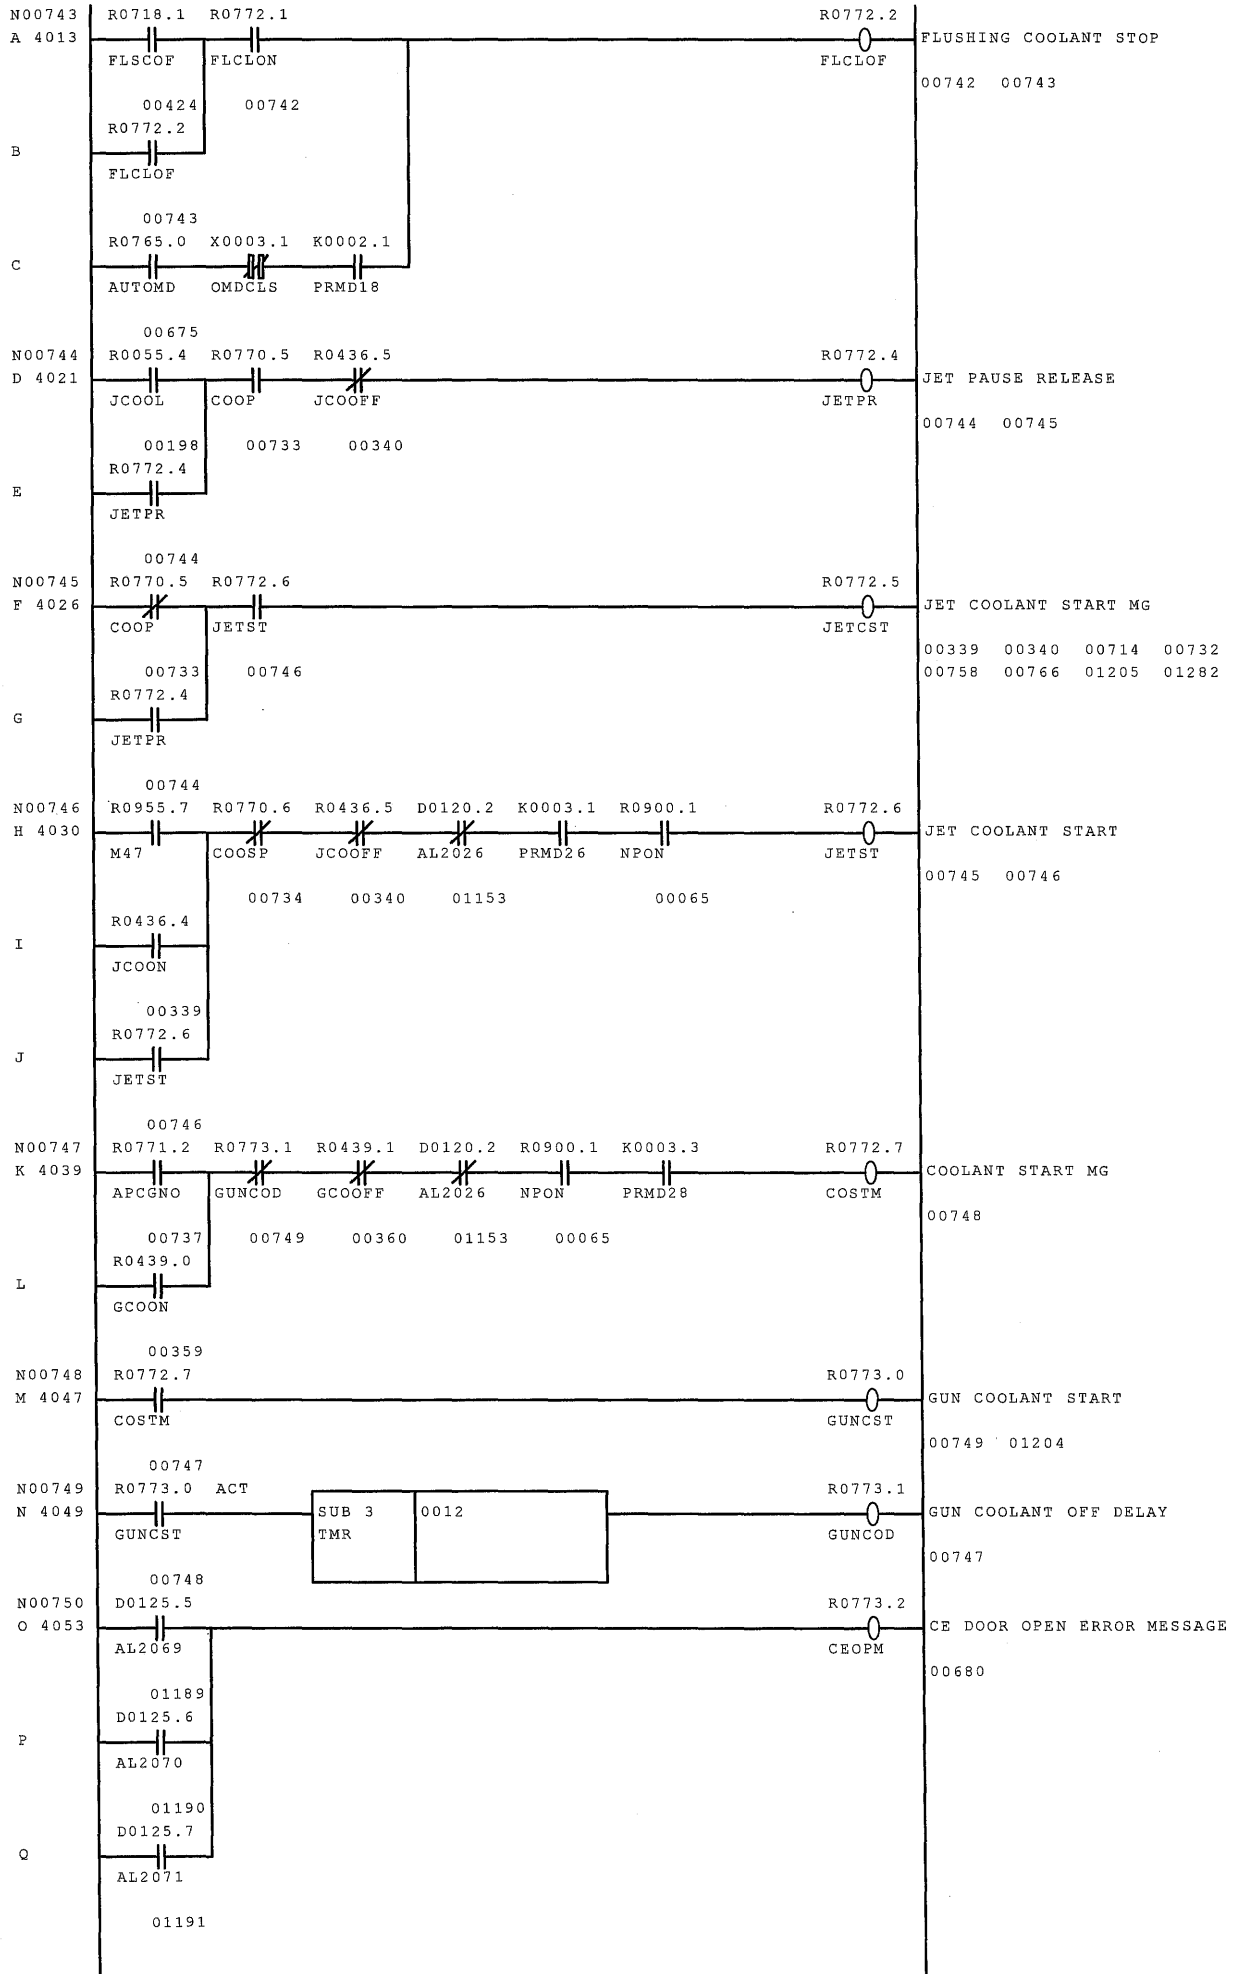 N00743 R0718.1 R0772.1 R0772.2
A 4013 FLUSHING COOLANT STOP
FLSCOF FLCLON FLCLOF
00742 00743
00424 00742
R0772.2
B
FLCLOF
00743
R0765.0 X0003.1 K0002.1
C
AUTOMD OMDCLS PRMD18
00675
N00744 R0055.4 R0770.5 R0436.5 R0772.4
D 4021 JET PAUSE RELEASE
JCOOL COOP JCOOFF JETPR
00744 00745
00198 00733 00340
R0772.4
E
JETPR
00744
N00745 R0770.5 R0772.6 R0772.5
F 4026 JET COOLANT START MG
COOP JETST JETCST
00339 00340 00714 00732
00733 00746 00758 00766 01205 01282
R0772.4
G
JETPR
00744
N00746 R0955.7 R0770.6 R0436.5 D0120.2 K0003.1 R0900.1 R0772.6
H 4030 JET COOLANT START
M47 COOSP JCOOFF AL2026 PRMD26 NPON JETST
00745 00746
00734 00340 01153 00065
R0436.4
I
JCOON
00339
R0772.6
J
JETST
00746
N00747 R0771.2 R0773.1 R0439.1 D0120.2 R0900.1 K0003.3 R0772.7
K 4039 COOLANT START MG
APCGNO GUNCOD GCOOFF AL2026 NPON PRMD28 COSTM
00748
00737 00749 00360 01153 00065
R0439.0
L
GCOON
00359
N00748 R0772.7 R0773.0
M 4047 GUN COOLANT START
COSTM GUNCST
00749 01204
00747
N00749 R0773.0 ACT R0773.1
N 4049 SUB 3 0012 GUN COOLANT OFF DELAY
GUNCST TMR GUNCOD
00747
00748
N00750 D0125.5 R0773.2
O 4053 CE DOOR OPEN ERROR MESSAGE
AL2069 CEOPM
00680
01189
D0125.6
P
AL2070
01190
D0125.7
Q
AL2071
01191